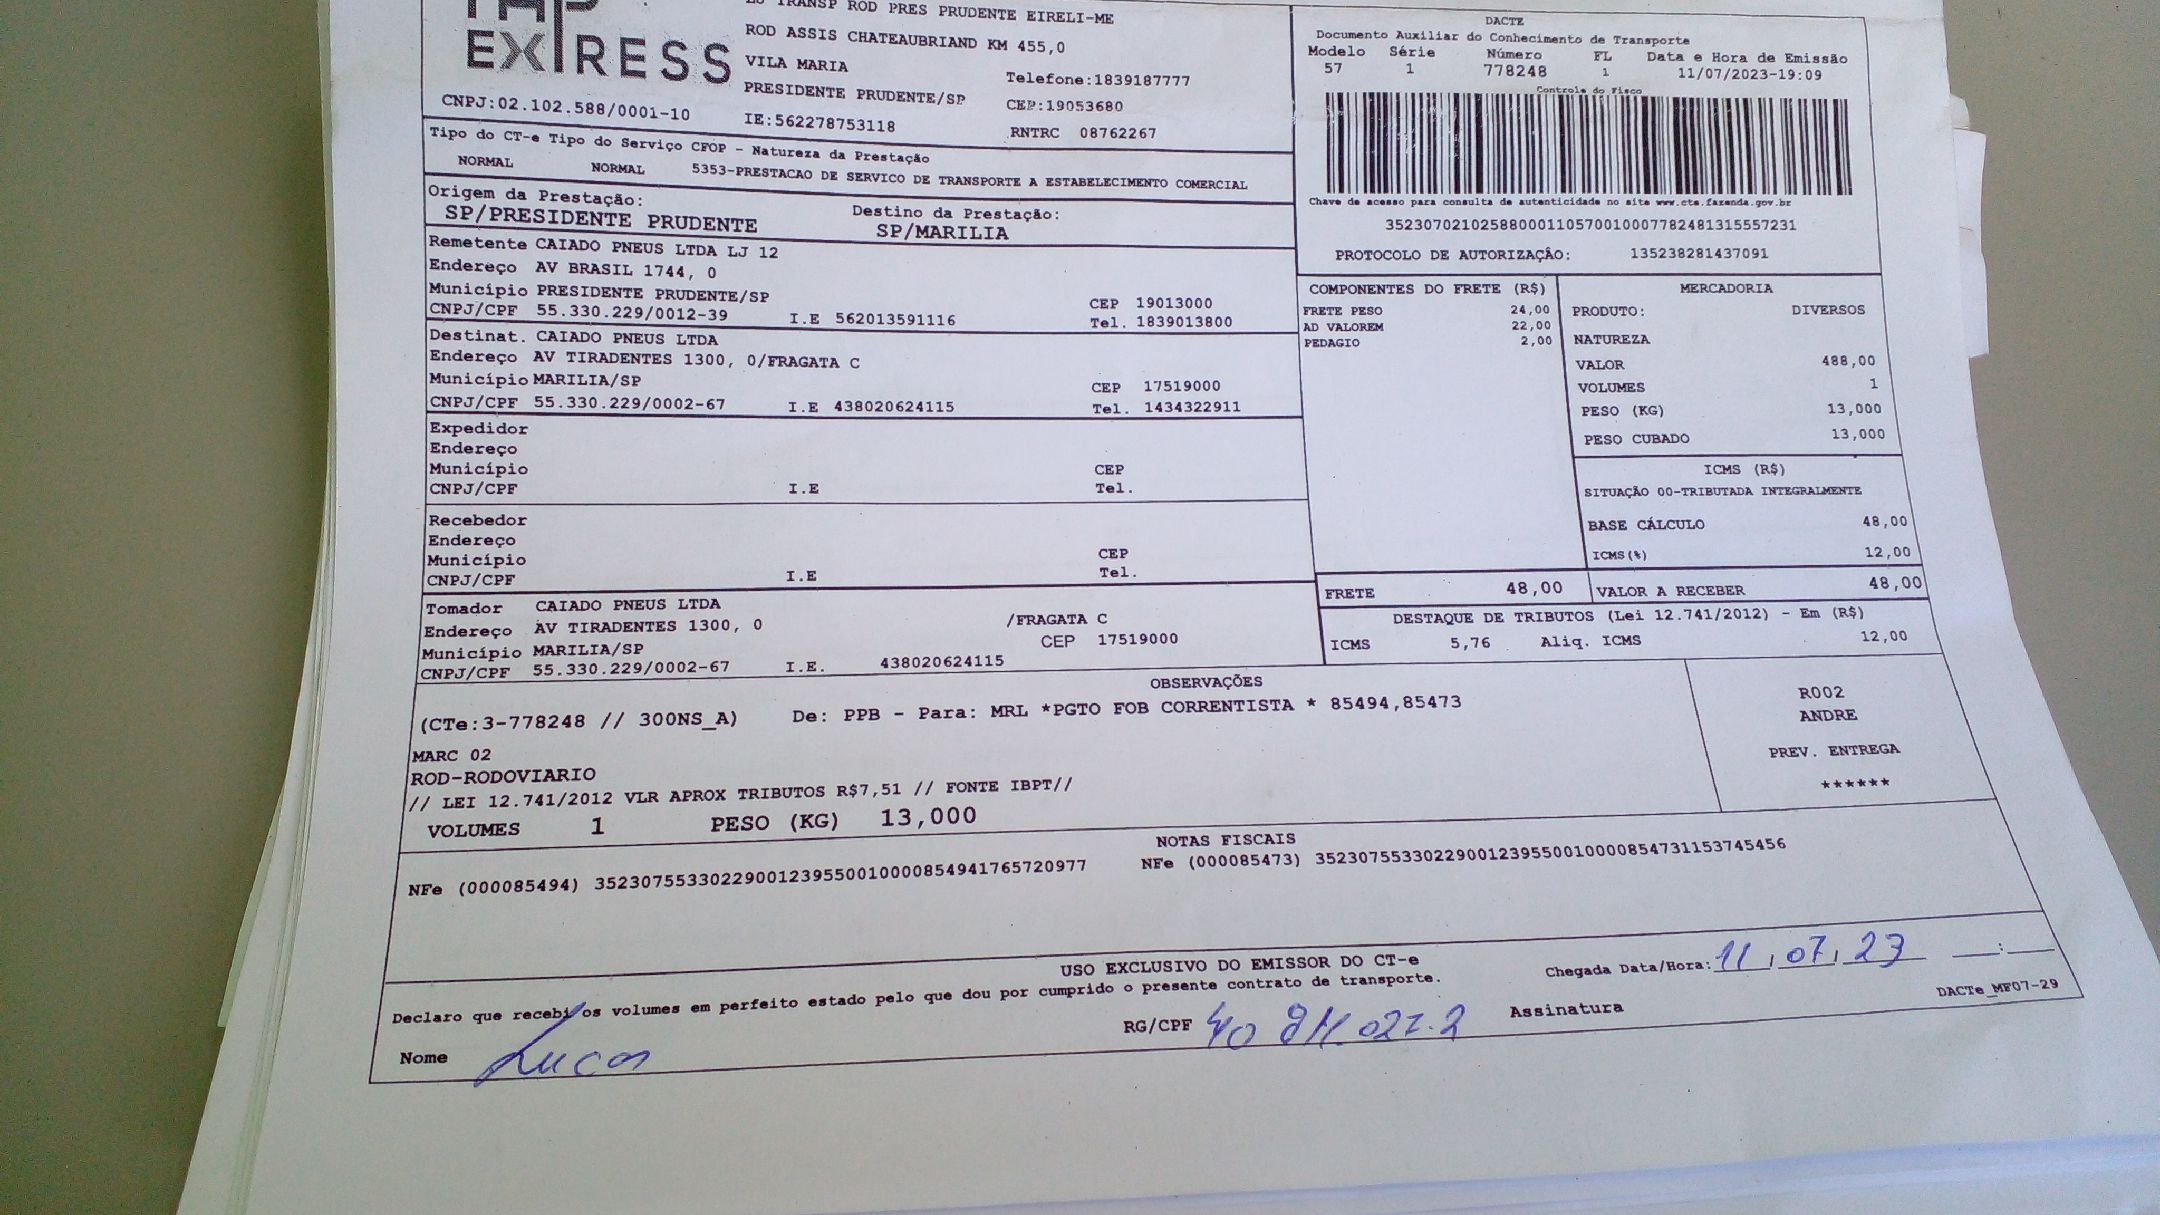 EXPRESS
TRANSP ROD PRES PRUDENTE EIRELI-ME
ROD ASSIS CHATEAUBRIAND KM 455,0
VILA MARIA
Telefone:1839187777
PRESIDENTE PRUDENTE/SP
CEP:19053680
CNPJ:02.102.588/0001-10
IE:562278753118
RNTRC 08762267
DACTE
Documento Auxiliar do Conhecimento de Transporte
Modelo Série Número FL Data e Hora de Emissão
57 1 778248 1 11/07/2023-19:09
Controle do Fisco
Chave de acesso para consulta de autenticidade no site www.cte.fazenda.gov.br
35230702102588000110570010007782481315557231
PROTOCOLO DE AUTORIZAÇÃO: 135238281437091
Tipo do CT-e Tipo do Serviço CFOP - Natureza da Prestação
NORMAL NORMAL 5353-PRESTACAO DE SERVICO DE TRANSPORTE A ESTABELECIMENTO COMERCIAL
Origem da Prestação: Destino da Prestação:
SP/PRESIDENTE PRUDENTE SP/MARILIA
Remetente CAIADO PNEUS LTDA LJ 12
Endereço AV BRASIL 1744, 0
Município PRESIDENTE PRUDENTE/SP CEP 19013000
CNPJ/CPF 55.330.229/0012-39 I.E 562013591116 Tel. 1839013800
Destinat. CAIADO PNEUS LTDA
Endereço AV TIRADENTES 1300, 0/FRAGATA C
Município MARILIA/SP CEP 17519000
CNPJ/CPF 55.330.229/0002-67 I.E 438020624115 Tel. 1434322911
Expedidor
Endereço
Município CEP
CNPJ/CPF I.E Tel.
Recebedor
Endereço
Município CEP
CNPJ/CPF I.E Tel.
Tomador CAIADO PNEUS LTDA
Endereço AV TIRADENTES 1300, 0 /FRAGATA C
Município MARILIA/SP CEP 17519000
CNPJ/CPF 55.330.229/0002-67 I.E. 438020624115
COMPONENTES DO FRETE (R$)
FRETE PESO 24,00
AD VALOREM 22,00
PEDAGIO 2,00
MERCADORIA
PRODUTO: DIVERSOS
NATUREZA
VALOR 488,00
VOLUMES 1
PESO (KG) 13,000
PESO CUBADO 13,000
ICMS (R$)
SITUAÇÃO 00-TRIBUTADA INTEGRALMENTE
BASE CÁLCULO 48,00
ICMS(%) 12,00
FRETE 48,00 VALOR A RECEBER 48,00
DESTAQUE DE TRIBUTOS (Lei 12.741/2012) - Em (R$)
ICMS 5,76 Aliq. ICMS 12,00
OBSERVAÇÕES
(CTe:3-778248 // 300NS_A) De: PPB - Para: MRL *PGTO FOB CORRENTISTA * 85494,85473
MARC 02
ROD-RODOVIARIO
// LEI 12.741/2012 VLR APROX TRIBUTOS R$7,51 // FONTE IBPT//
VOLUMES 1 PESO (KG) 13,000
R002
ANDRE
PREV. ENTREGA
******
NOTAS FISCAIS
NFe (000085494) 35230755330229001239550010000854941765720977 NFe (000085473) 35230755330229001239550010000854731153745456
USO EXCLUSIVO DO EMISSOR DO CT-e
Chegada Data/Hora: 11/07/23 __:__
Declaro que recebi os volumes em perfeito estado pelo que dou por cumprido o presente contrato de transporte.
DACTe_MF07-29
Nome Lucas RG/CPF Assinatura